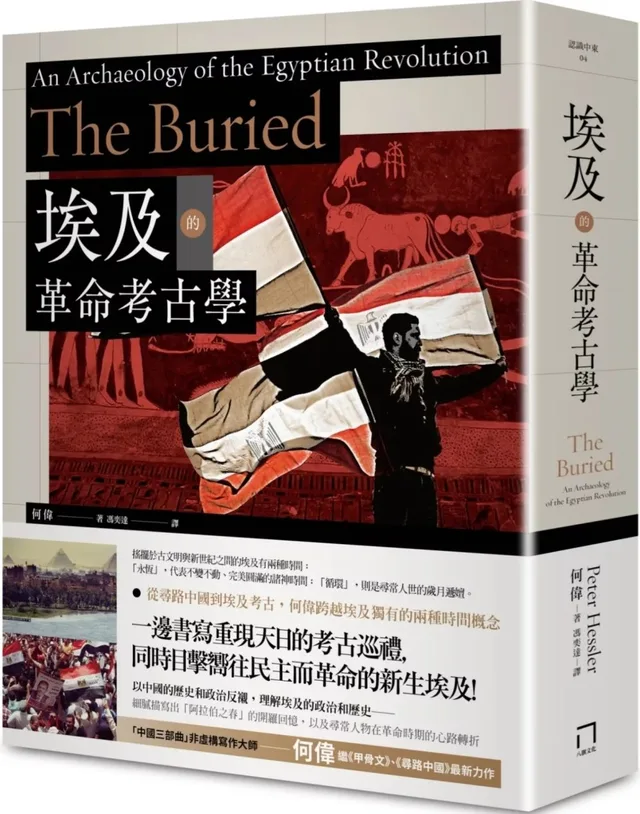 An Archaeology of the Egyptian Revolution
The Buried
埃及的
革命考古學
何偉——著 馮奕達——譯
搖擺於古文明與新世紀之間的埃及有兩種時間：
「永恆」，代表不變不動、完美圓滿的諸神時間；「循環」，則是尋常人世的歲月遞嬗。
●從尋路中國到埃及考古，何偉跨越埃及獨有的兩種時間概念
一邊書寫重現天日的考古巡禮，
同時目擊嚮往民主而革命的新生埃及！
以中國的歷史和政治反襯，理解埃及的政治和歷史——
細膩描寫出「阿拉伯之春」的開羅回憶，以及尋常人物在革命時期的心路轉折
「中國三部曲」非虛構寫作大師——何偉 繼《甲骨文》、《尋路中國》最新力作
認識中東
04
埃及的革命考古學
The
Buried
An Archaeology
of the Egyptian Revolution
Peter Hessler
何偉—著 馮奕達—譯
八旗文化